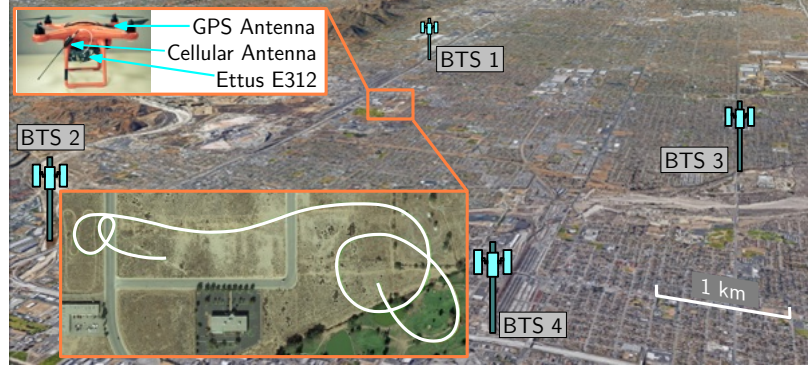 GPS Antenna
Cellular Antenna
Ettus E312
BTS 1
BTS 2
BTS 3
1 km
BTS 4